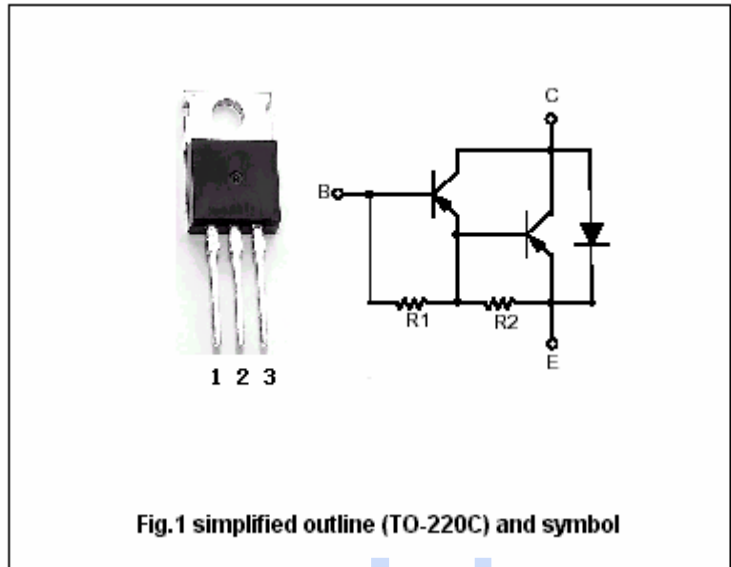 C
B
R1
R2
E
1 2 3
Fig.1 simplified outline (TO-220C) and symbol